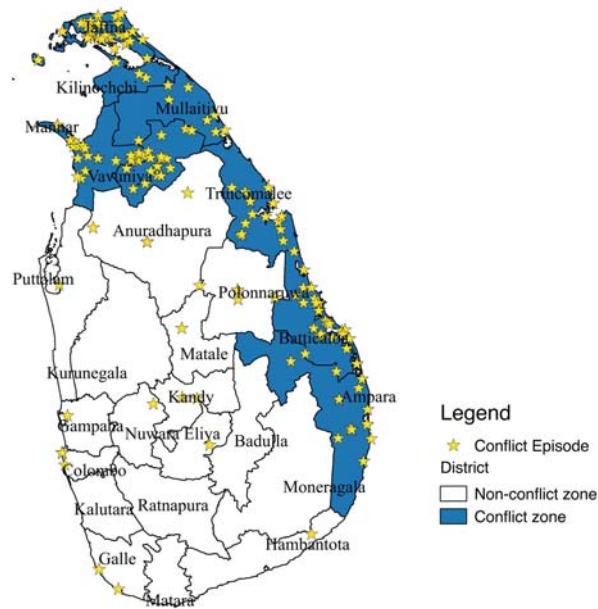 Jaffna
Kilinochchi
Mullaitivu
Mannar
Vavuniya
Trincomalee
Anuradhapura
Puttalam
Polonnaruwa
Batticaloa
Matale
Kurunegala
Kandy
Ampara
Gampaha
Nuwara Eliya
Badulla
Colombo
Moneragala
Kalutara
Ratnapura
Hambantota
Galle
Matara
Legend
Conflict Episode
District
Non-conflict zone
Conflict zone